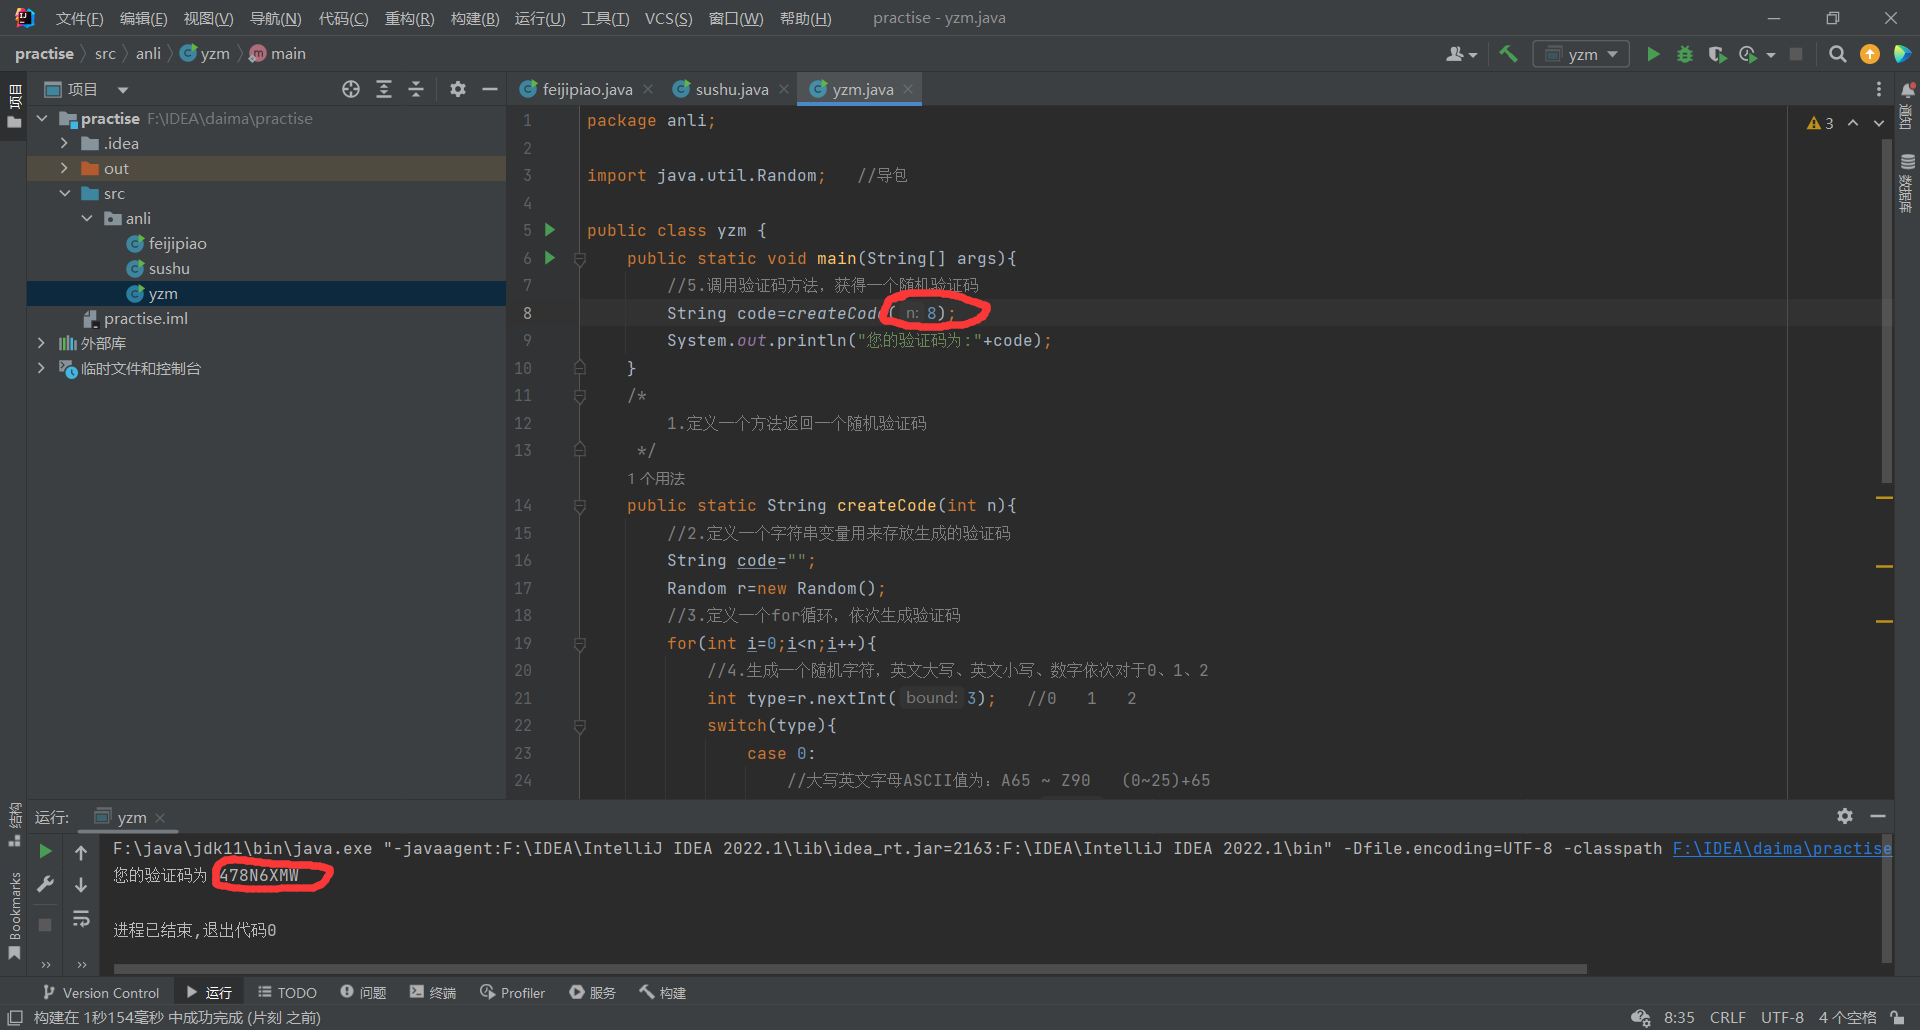 文件(F) 编辑(E) 视图(V) 导航(N) 代码(C) 重构(R) 构建(B) 运行(U) 工具(T) VCS(S) 窗口(W) 帮助(H) practise - yzm.java
practise src anli yzm main
yzm
项目
项目
feijipiao.java
sushu.java
yzm.java
practise F:\IDEA\daima\practise
.idea
out
src
anli
feijipiao
sushu
yzm
practise.iml
外部库
临时文件和控制台
3
通知
数据库
1 package anli;
2
3 import java.util.Random; //导包
4
5 public class yzm {
6 public static void main(String[] args){
7 //5.调用验证码方法，获得一个随机验证码
8 String code=createCode( n: 8);
9 System.out.println("您的验证码为:"+code);
10 }
11 /*
12 1.定义一个方法返回一个随机验证码
13 */
1 个用法
14 public static String createCode(int n){
15 //2.定义一个字符串变量用来存放生成的验证码
16 String code="";
17 Random r=new Random();
18 //3.定义一个for循环，依次生成验证码
19 for(int i=0;i<n;i++){
20 //4.生成一个随机字符，英文大写、英文小写、数字依次对于0、1、2
21 int type=r.nextInt( bound: 3); //0 1 2
22 switch(type){
23 case 0:
24 //大写英文字母ASCII值为：A65 ~ Z90 (0~25)+65
结构
Bookmarks
运行: yzm
F:\java\jdk11\bin\java.exe "-javaagent:F:\IDEA\IntelliJ IDEA 2022.1\lib\idea_rt.jar=2163:F:\IDEA\IntelliJ IDEA 2022.1\bin" -Dfile.encoding=UTF-8 -classpath F:\IDEA\daima\practise
您的验证码为 478N6XMW
进程已结束,退出代码0
Version Control 运行 TODO 问题 终端 Profiler 服务 构建
构建在 1秒154毫秒 中成功完成 (片刻 之前)
8:35 CRLF UTF-8 4 个空格